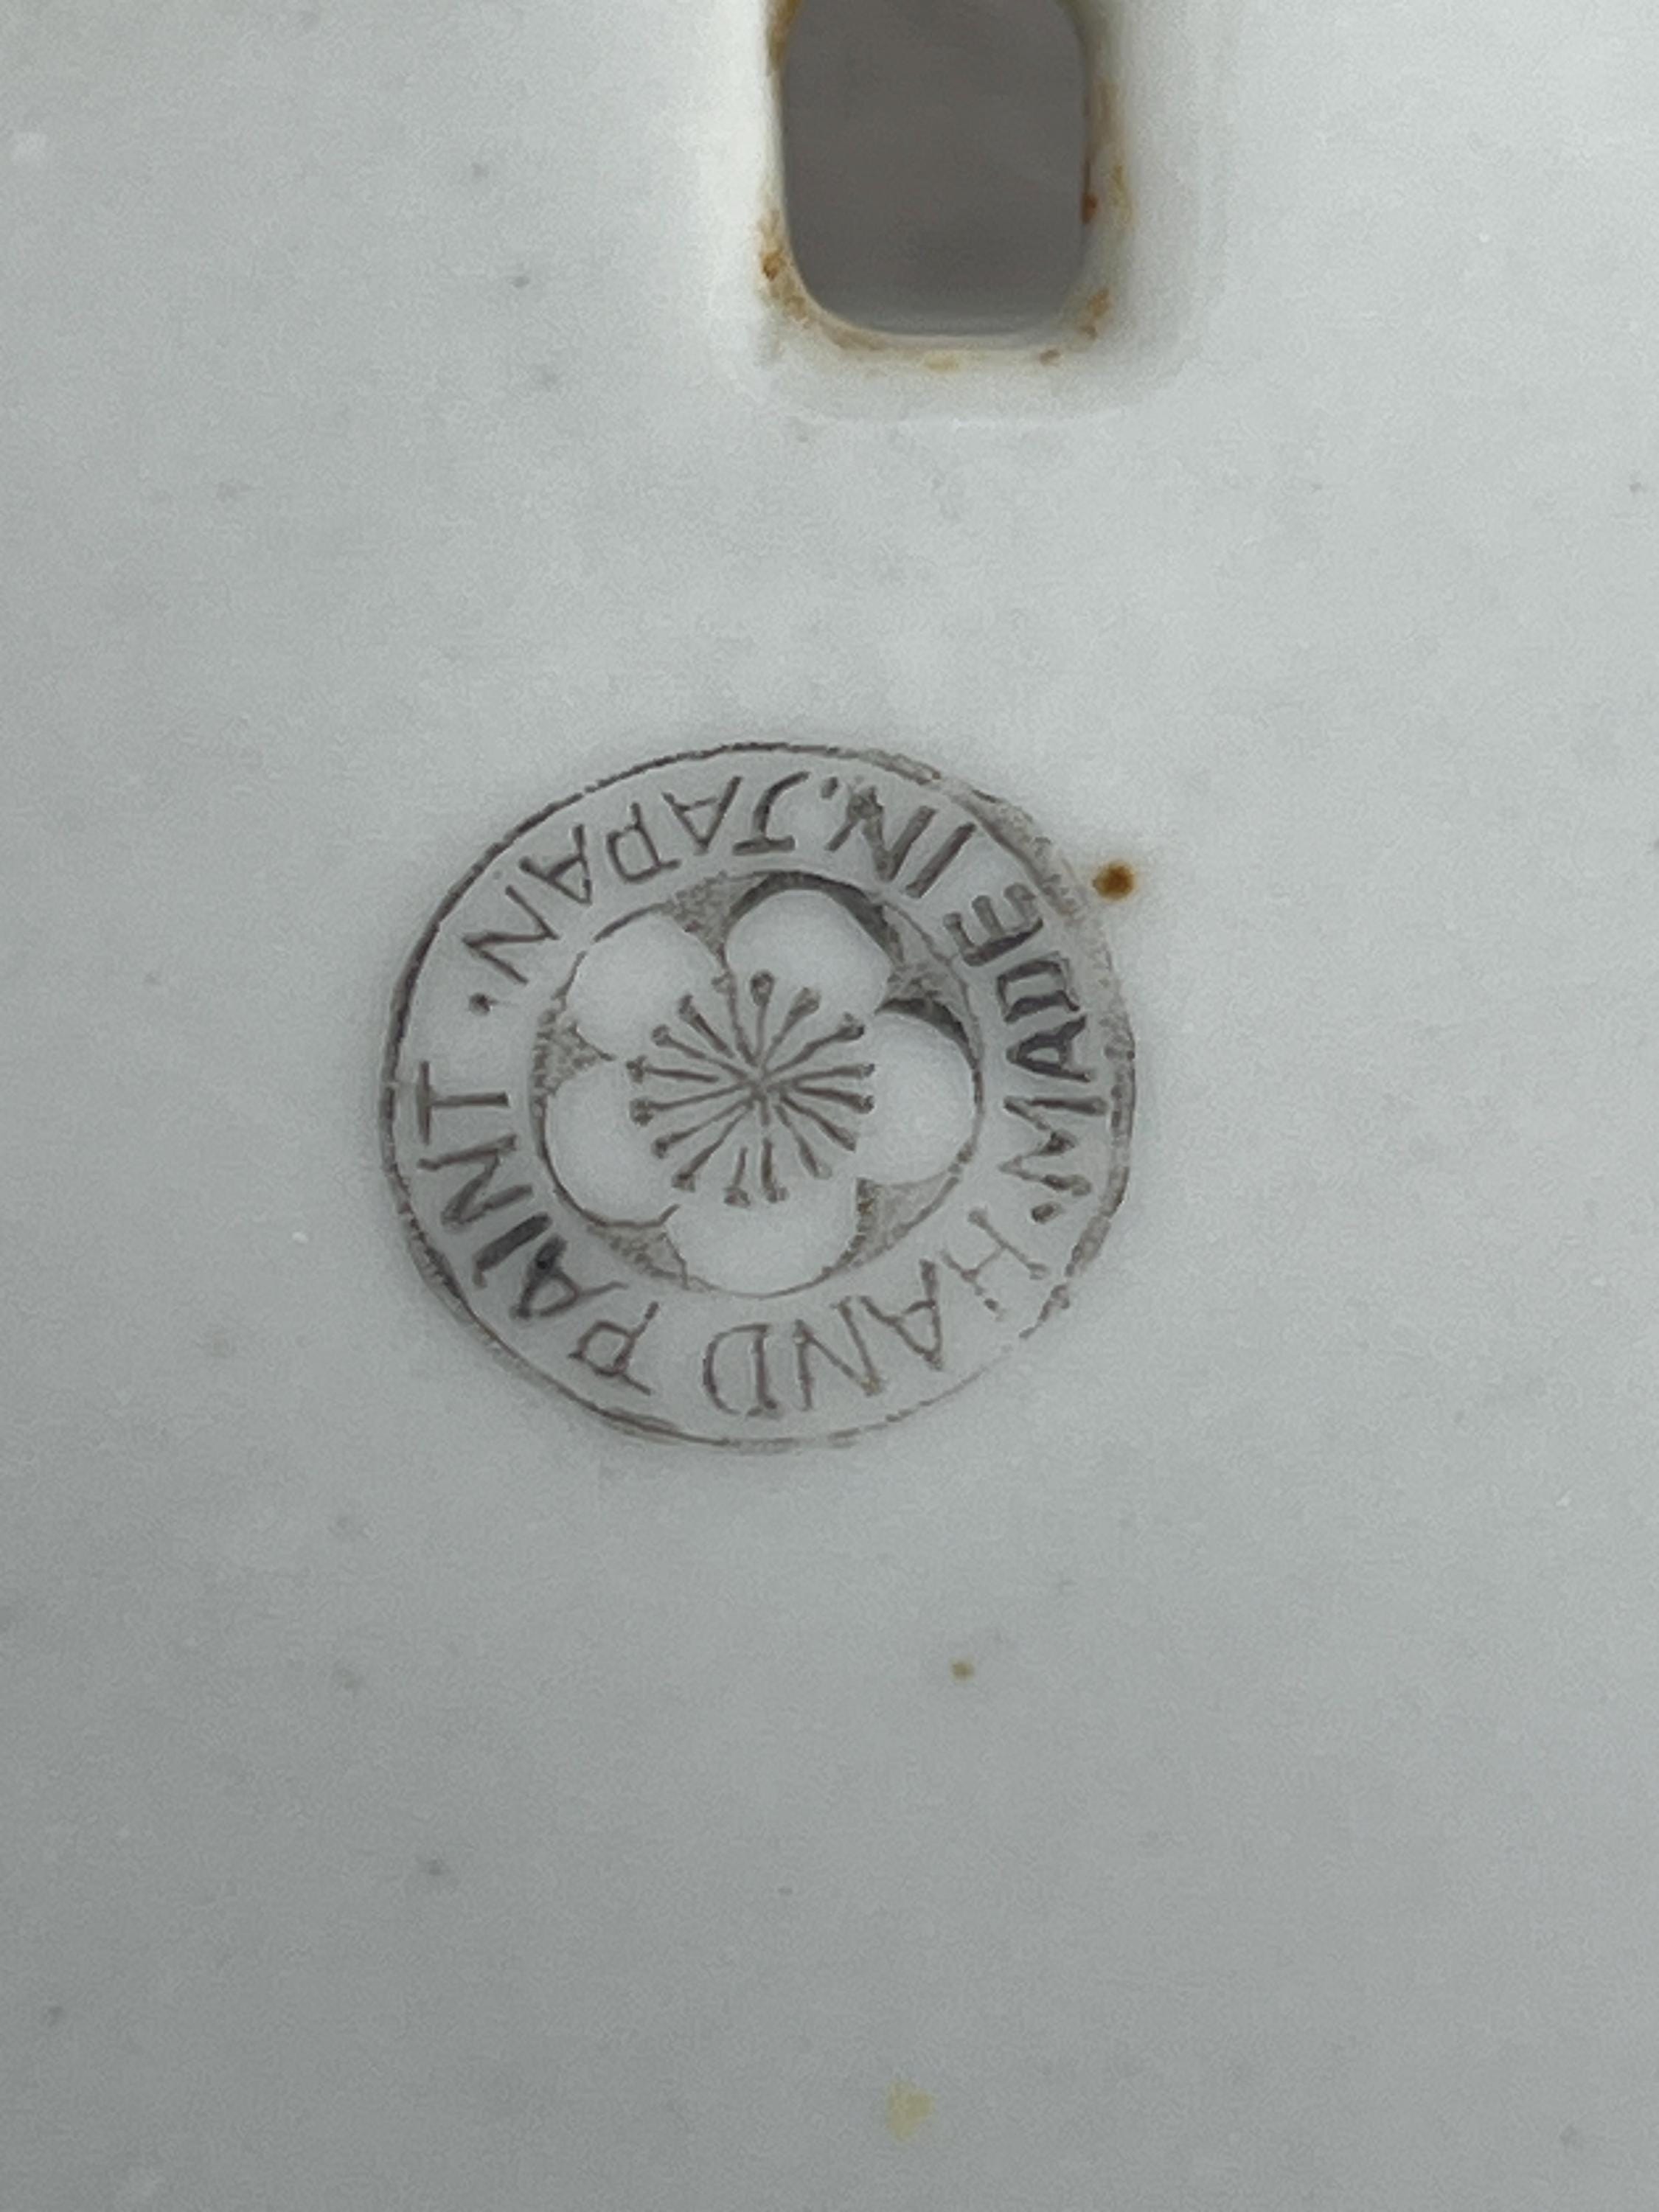 · HAND PAINT ·
MADE IN. JAPAN